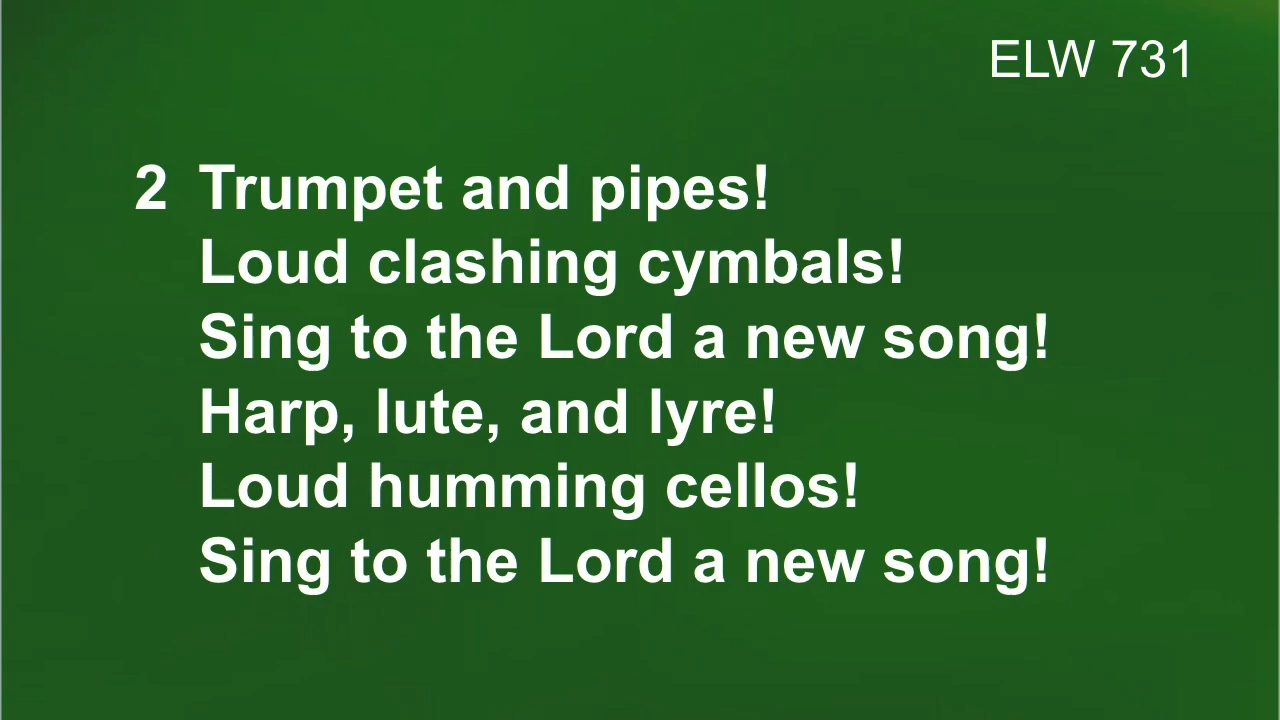 ELW 731
2 Trumpet and pipes!
Loud clashing cymbals!
Sing to the Lord a new song!
Harp, lute, and lyre!
Loud humming cellos!
Sing to the Lord a new song!